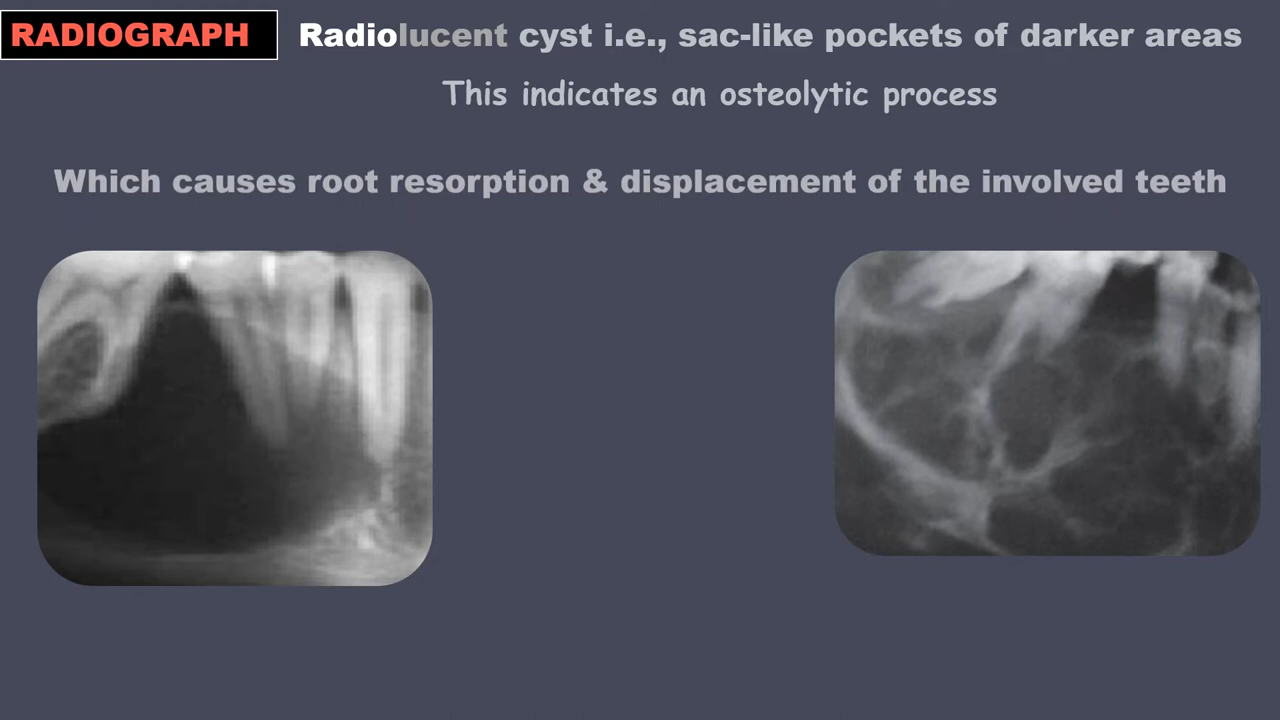 RADIOGRAPH
Radiolucent cyst i.e., sac-like pockets of darker areas
This indicates an osteolytic process
Which causes root resorption & displacement of the involved teeth